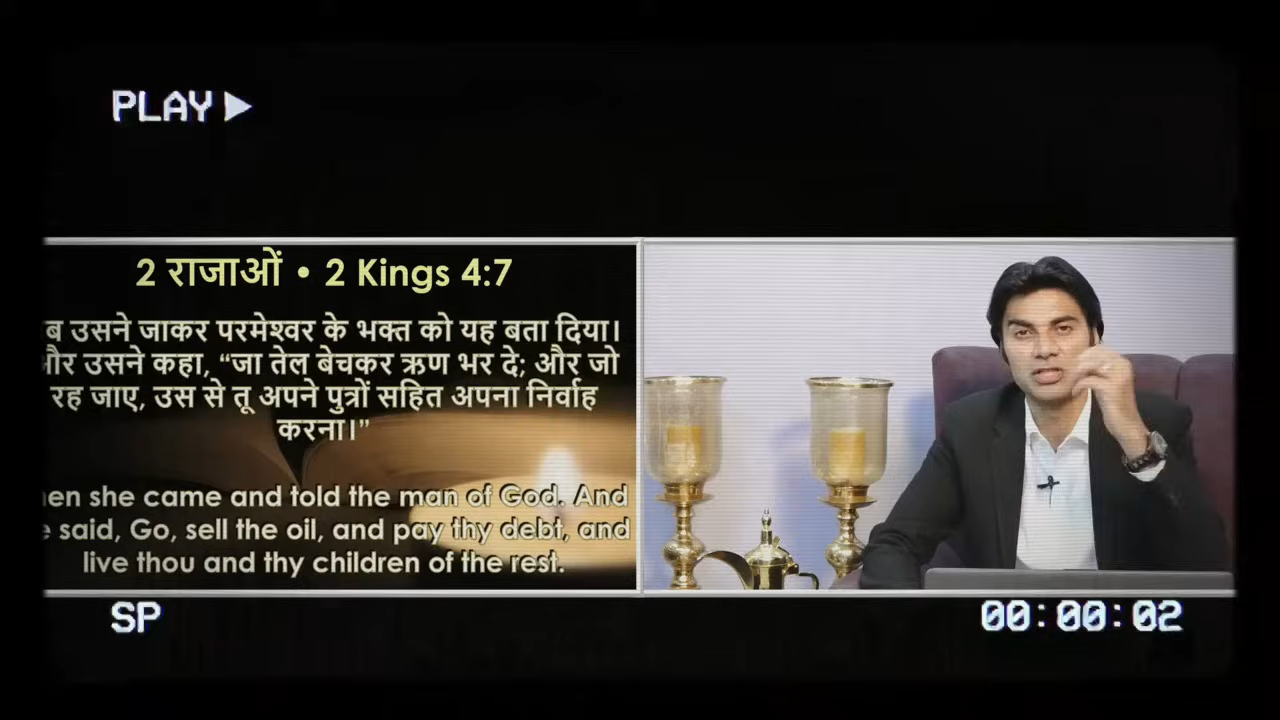 PLAY
2 राजाओं • 2 Kings 4:7
उसने जाकर परमेश्वर के भक्त को यह बता दिया।
उसने कहा, “जा तेल बेचकर ऋण भर दे; और जो
रह जाए, उस से तू अपने पुत्रों सहित अपना निर्वाह
करना।”
she came and told the man of God. And
said, Go, sell the oil, and pay thy debt, and
live thou and thy children of the rest.
SP
00:00:02